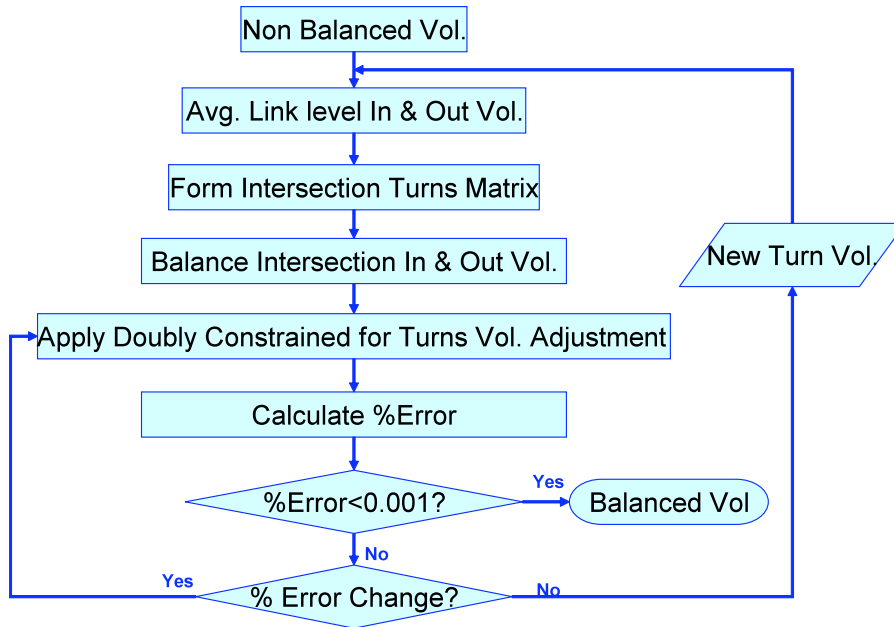 Non Balanced Vol.
Avg. Link level In & Out Vol.
Form Intersection Turns Matrix
Balance Intersection In & Out Vol.
New Turn Vol.
Apply Doubly Constrained for Turns Vol. Adjustment
Calculate %Error
%Error<0.001?
Yes
Balanced Vol
No
Yes
% Error Change?
No